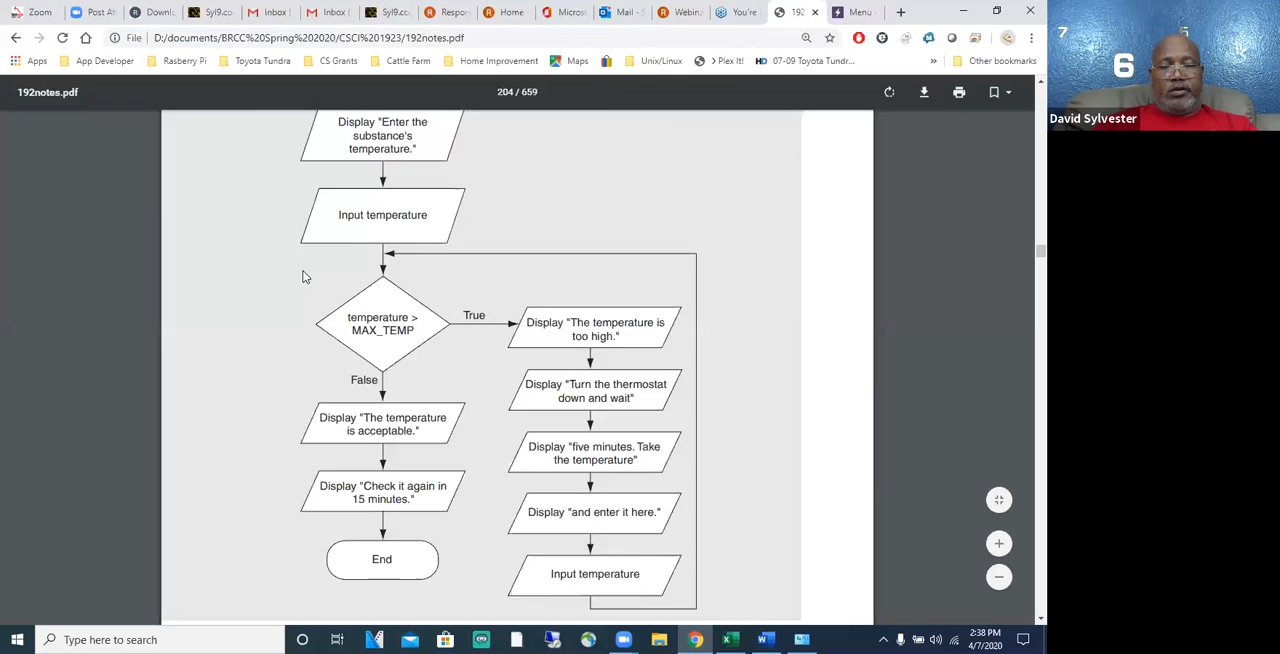 Zoom
Post At
Downl
Syl9.co
Inbox
Inbox
Syl9.co
Respon
Home
Micros
Mail -
Webin
You're
192
Menu
File
D:/documents/BRCC%20Spring%202020/CSCI%201923/192notes.pdf
Apps
App Developer
Rasberry Pi
Toyota Tundra
CS Grants
Cattle Farm
Home Improvement
Maps
Unix/Linux
Plex It!
HD 07-09 Toyota Tundr...
»
Other bookmarks
192notes.pdf
204 / 659
Display "Enter the
substance's
temperature."
Input temperature
temperature >
MAX_TEMP
True
False
Display "The temperature is
too high."
Display "Turn the thermostat
down and wait"
Display "five minutes. Take
the temperature"
Display "and enter it here."
Input temperature
Display "The temperature
is acceptable."
Display "Check it again in
15 minutes."
End
7
6
David Sylvester
Type here to search
2:38 PM
4/7/2020